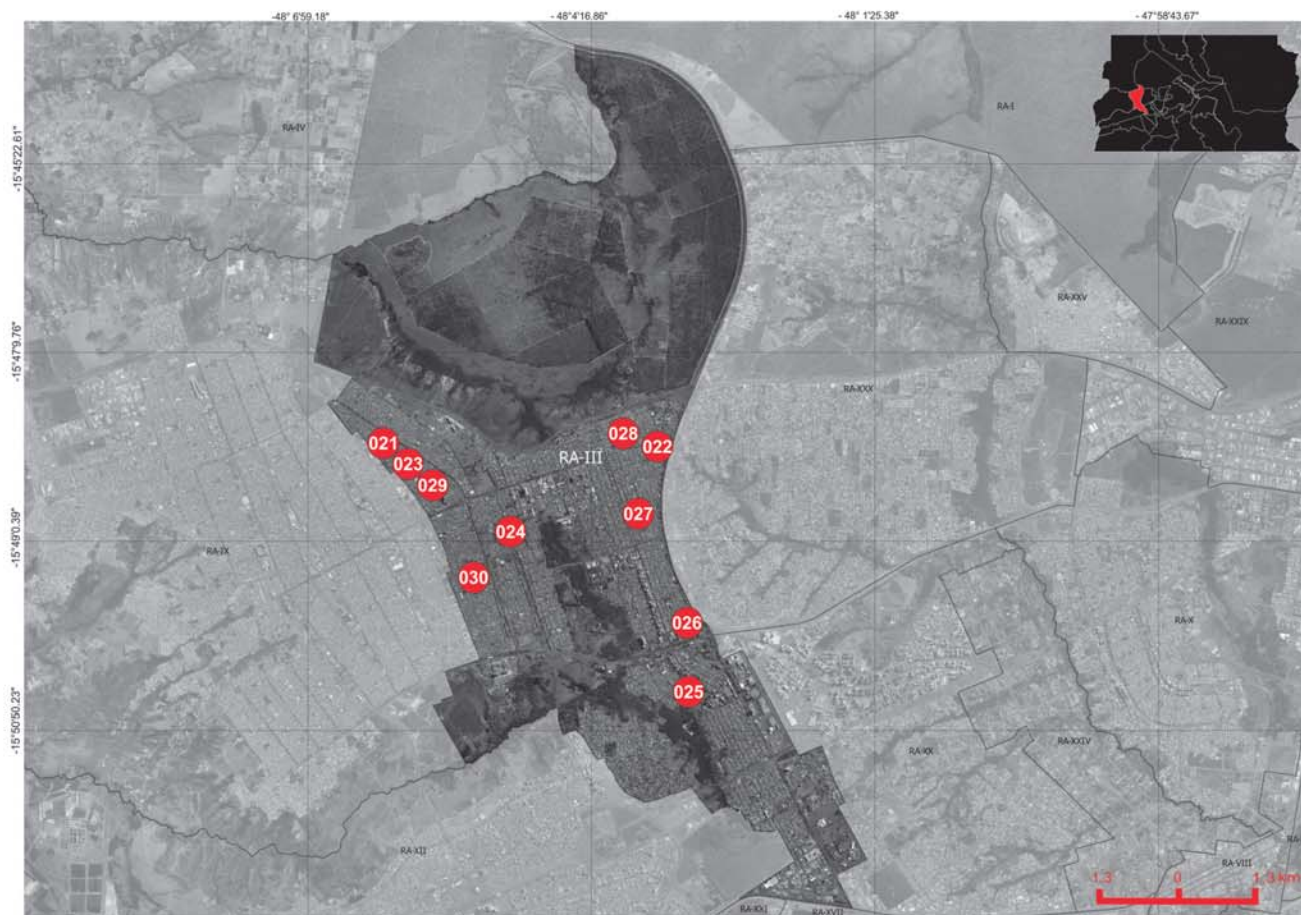 -48° 6'59.18"
-48° 4'16.86"
-48° 1'25.38"
-47° 58'43.67"
RA-I
RA-IV
-15°45'22.61"
RA-XXV
RA-XXIX
-15°47'9.76"
RA-XXX
028
021
022
RA-III
023
029
027
024
-15°49'0.39"
RA-IX
030
026
RA-X
025
-15°50'50.23"
RA-XX
RA-XXIV
RA-XII
RA-VIII
1.3 0 1.3 km
RA-XVII